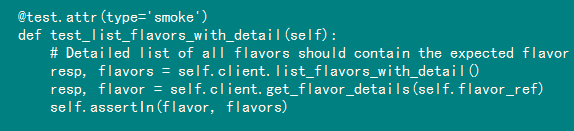 @test.attr(type='smoke')
def test_list_flavors_with_detail(self):
# Detailed list of all flavors should contain the expected flavor
resp, flavors = self.client.list_flavors_with_detail()
resp, flavor = self.client.get_flavor_details(self.flavor_ref)
self.assertIn(flavor, flavors)